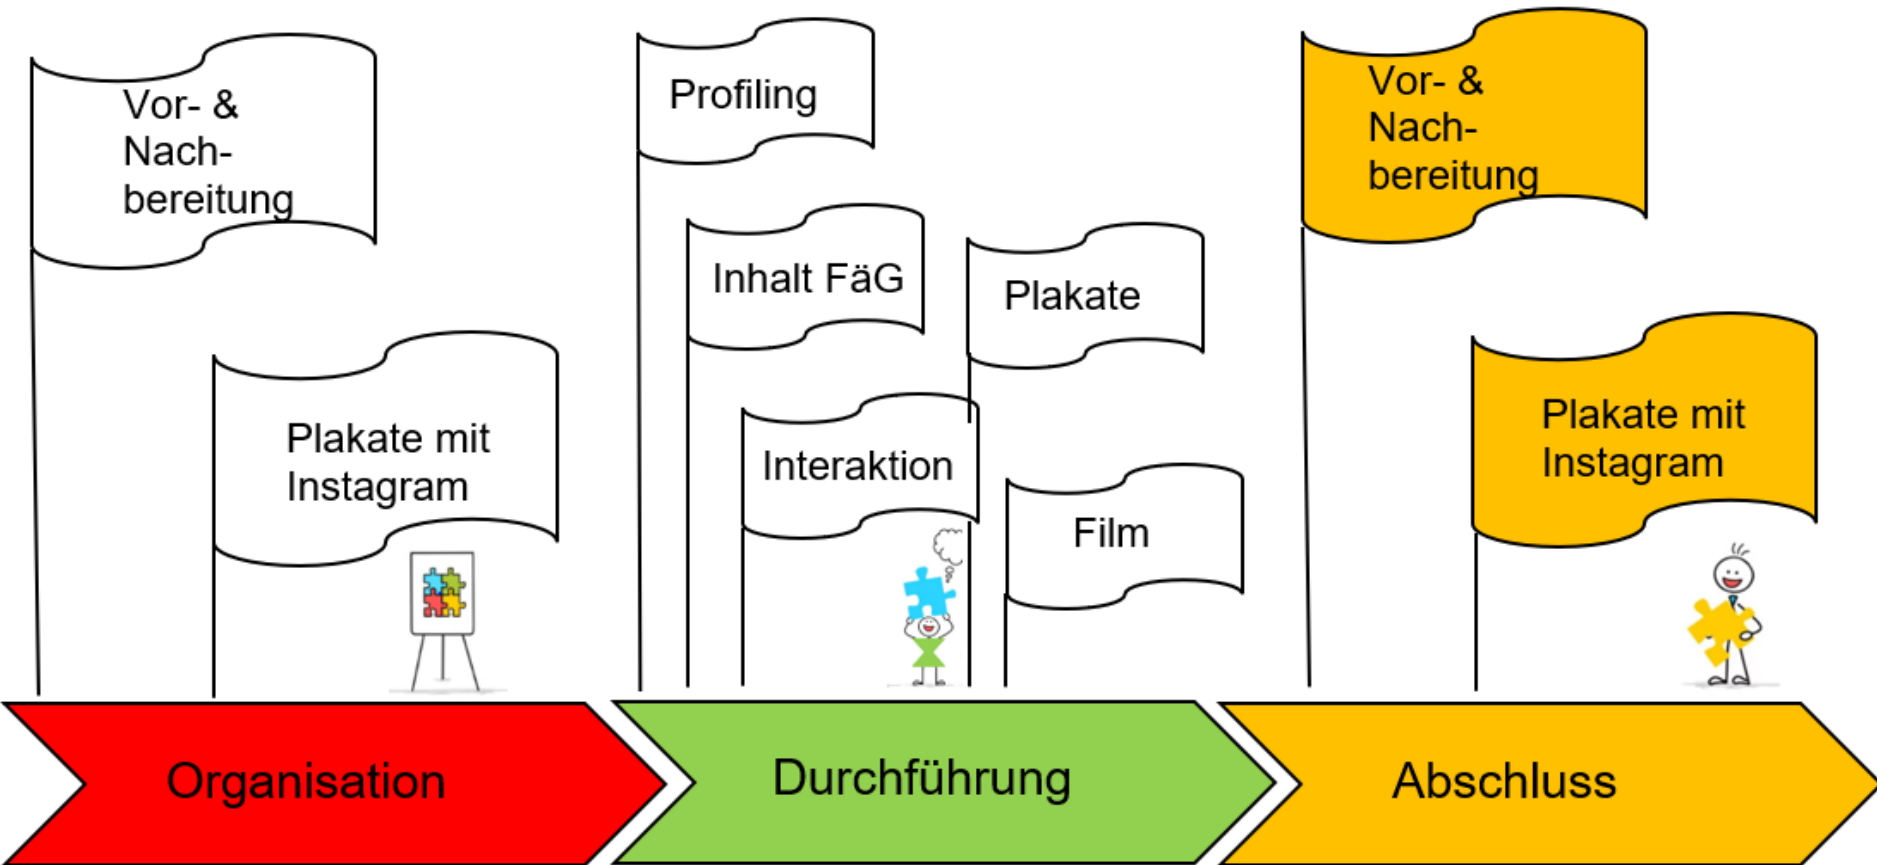 Vor- &
Nach-
bereitung
Plakate mit
Instagram
Profiling
Inhalt FäG
Plakate
Interaktion
Film
Vor- &
Nach-
bereitung
Plakate mit
Instagram
Organisation
Durchführung
Abschluss